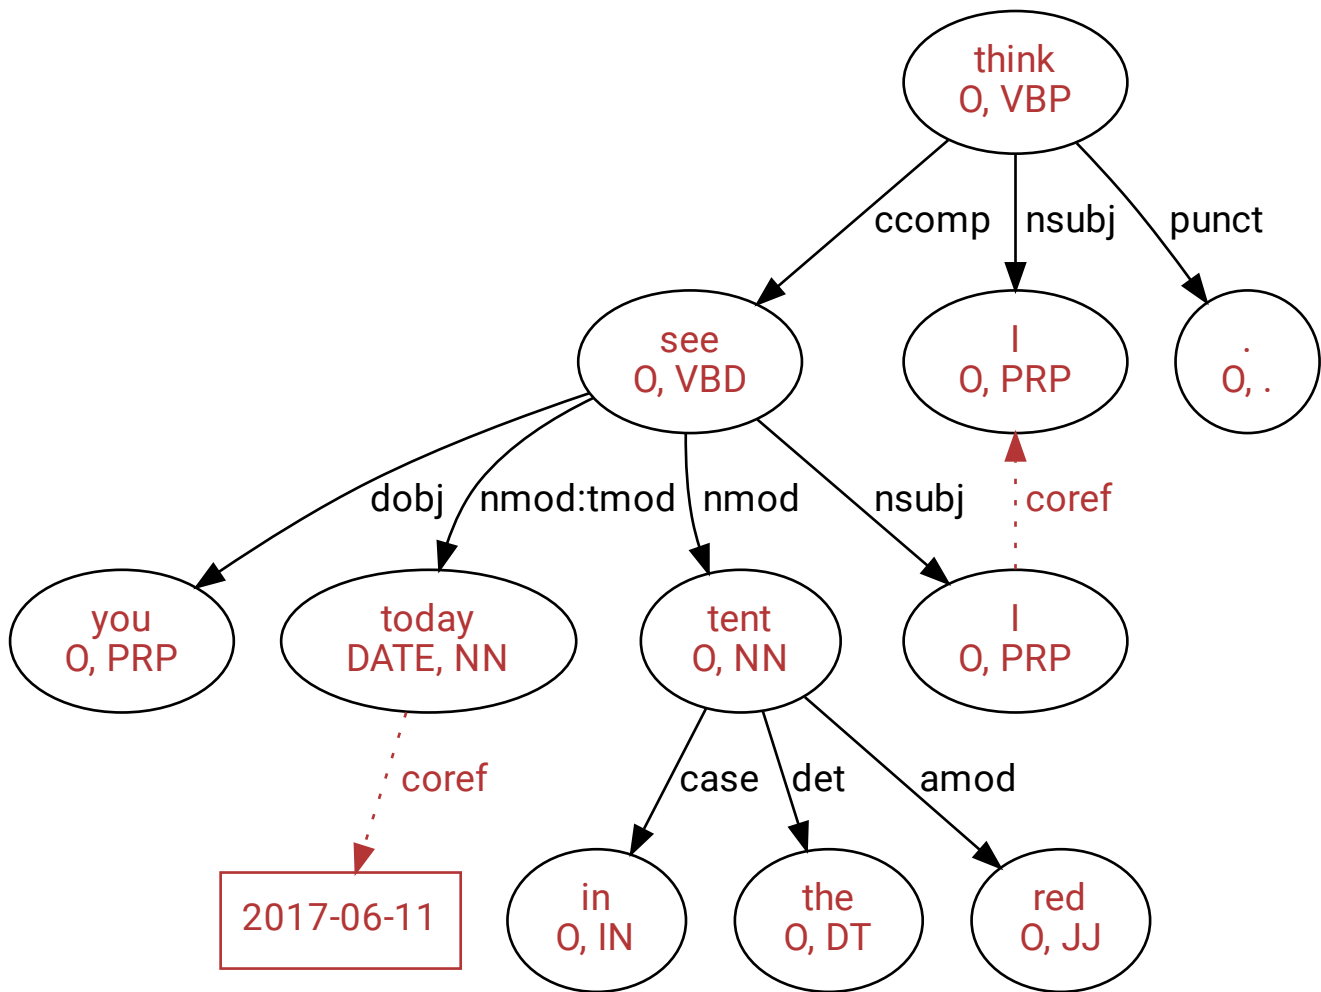 think
O, VBP
ccomp
nsubj
punct
see
O, VBD
I
O, PRP
.
O, .
dobj
nmod:tmod
nmod
nsubj
coref
you
O, PRP
today
DATE, NN
tent
O, NN
I
O, PRP
coref
case
det
amod
2017-06-11
in
O, IN
the
O, DT
red
O, JJ